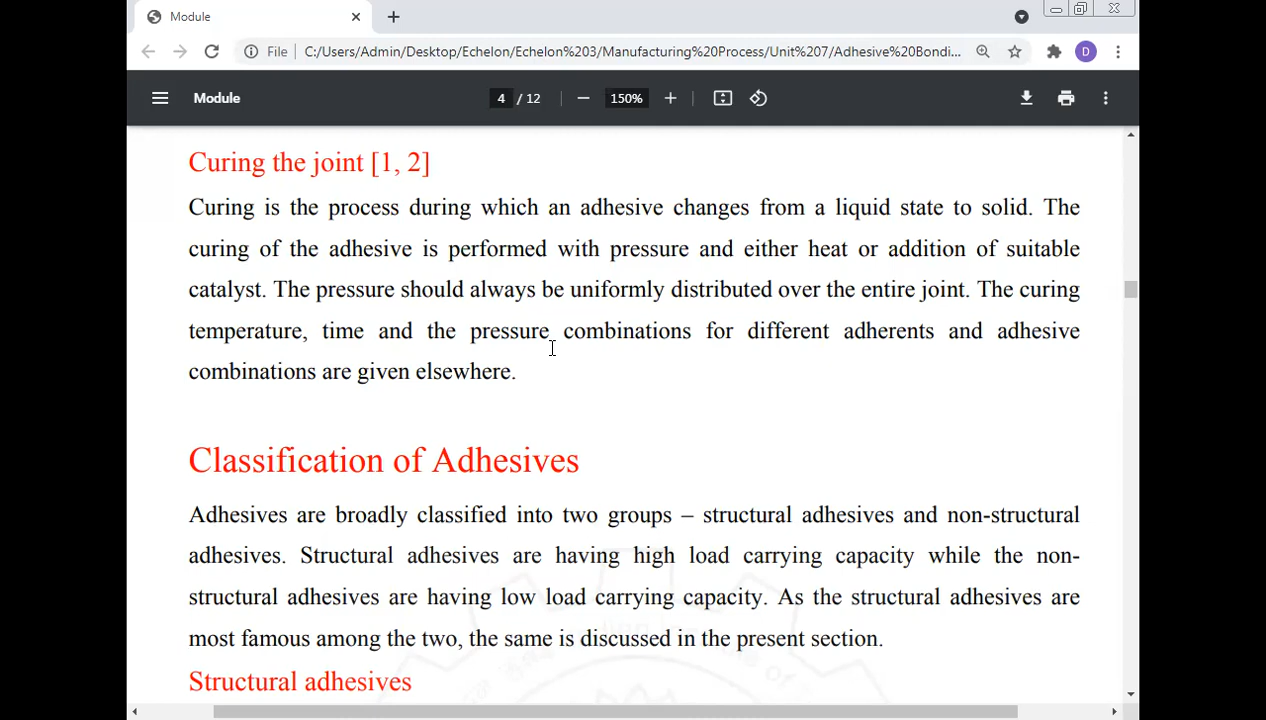 Module
File
C:/Users/Admin/Desktop/Echelon/Echelon%203/Manufacturing%20Process/Unit%207/Adhesive%20Bondi...
D
Module
4 / 12
150%
Curing the joint [1, 2]
Curing is the process during which an adhesive changes from a liquid state to solid. The
curing of the adhesive is performed with pressure and either heat or addition of suitable
catalyst. The pressure should always be uniformly distributed over the entire joint. The curing
temperature, time and the pressure combinations for different adherents and adhesive
combinations are given elsewhere.
Classification of Adhesives
Adhesives are broadly classified into two groups – structural adhesives and non-structural
adhesives. Structural adhesives are having high load carrying capacity while the non-
structural adhesives are having low load carrying capacity. As the structural adhesives are
most famous among the two, the same is discussed in the present section.
Structural adhesives